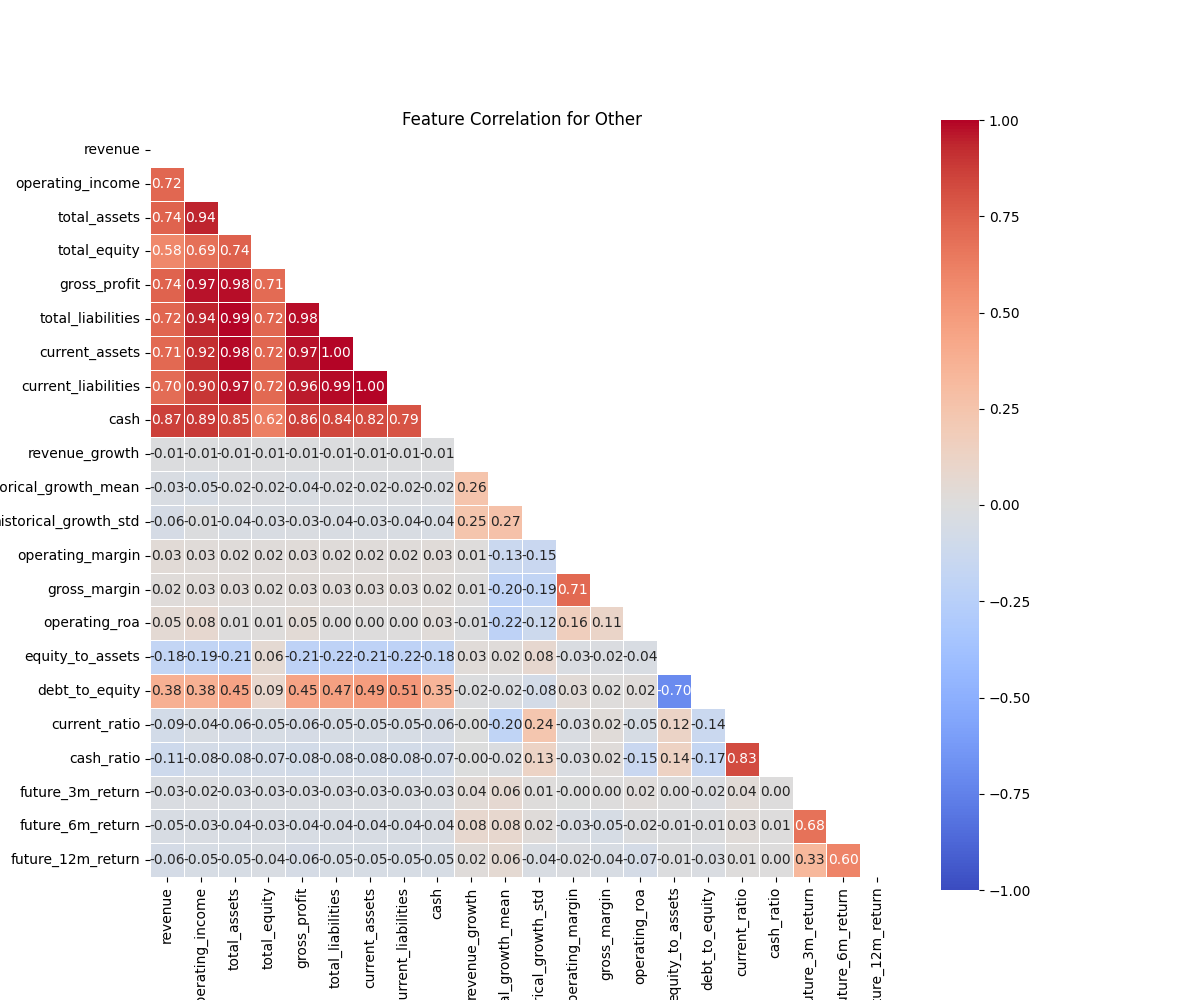 Feature Correlation for Other
revenue
operating_income 0.72
total_assets 0.74 0.94
total_equity 0.58 0.69 0.74
gross_profit 0.74 0.97 0.98 0.71
total_liabilities 0.72 0.94 0.99 0.72 0.98
current_assets 0.71 0.92 0.98 0.72 0.97 1.00
current_liabilities 0.70 0.90 0.97 0.72 0.96 0.99 1.00
cash 0.87 0.89 0.85 0.62 0.86 0.84 0.82 0.79
revenue_growth -0.01 -0.01 -0.01 -0.01 -0.01 -0.01 -0.01 -0.01 -0.01
orical_growth_mean -0.03 -0.05 -0.02 -0.02 -0.04 -0.02 -0.02 -0.02 -0.02 0.26
istorical_growth_std -0.06 -0.01 -0.04 -0.03 -0.03 -0.04 -0.03 -0.04 -0.04 0.25 0.27
operating_margin 0.03 0.03 0.02 0.02 0.03 0.02 0.02 0.02 0.03 0.01 -0.13 -0.15
gross_margin 0.02 0.03 0.03 0.02 0.03 0.03 0.03 0.03 0.02 0.01 -0.20 -0.19 0.71
operating_roa 0.05 0.08 0.01 0.01 0.05 0.00 0.00 0.00 0.03 -0.01 -0.22 -0.12 0.16 0.11
equity_to_assets -0.18 -0.19 -0.21 0.06 -0.21 -0.22 -0.21 -0.22 -0.18 0.03 0.02 0.08 -0.03 -0.02 -0.04
debt_to_equity 0.38 0.38 0.45 0.09 0.45 0.47 0.49 0.51 0.35 -0.02 -0.02 -0.08 0.03 0.02 0.02 -0.70
current_ratio -0.09 -0.04 -0.06 -0.05 -0.06 -0.05 -0.05 -0.05 -0.06 -0.00 -0.20 0.24 -0.03 0.02 -0.05 0.12 -0.14
cash_ratio -0.11 -0.08 -0.08 -0.07 -0.08 -0.08 -0.08 -0.08 -0.07 -0.00 -0.02 0.13 -0.03 0.02 -0.15 0.14 -0.17 0.83
future_3m_return -0.03 -0.02 -0.03 -0.03 -0.03 -0.03 -0.03 -0.03 -0.03 0.04 0.06 0.01 -0.00 0.00 0.02 0.00 -0.02 0.04 0.00
future_6m_return -0.05 -0.03 -0.04 -0.03 -0.04 -0.04 -0.04 -0.04 -0.04 0.08 0.08 0.02 -0.03 -0.05 -0.02 -0.01 -0.01 0.03 0.01 0.68
future_12m_return -0.06 -0.05 -0.05 -0.04 -0.06 -0.05 -0.05 -0.05 -0.05 0.02 0.06 -0.04 -0.02 -0.04 -0.07 -0.01 -0.03 0.01 0.00 0.33 0.60
revenue
perating_income
total_assets
total_equity
gross_profit
total_liabilities
current_assets
urrent_liabilities
cash
revenue_growth
al_growth_mean
rical_growth_std
perating_margin
gross_margin
operating_roa
equity_to_assets
debt_to_equity
current_ratio
cash_ratio
uture_3m_return
uture_6m_return
ure_12m_return
1.00
0.75
0.50
0.25
0.00
−0.25
−0.50
−0.75
−1.00